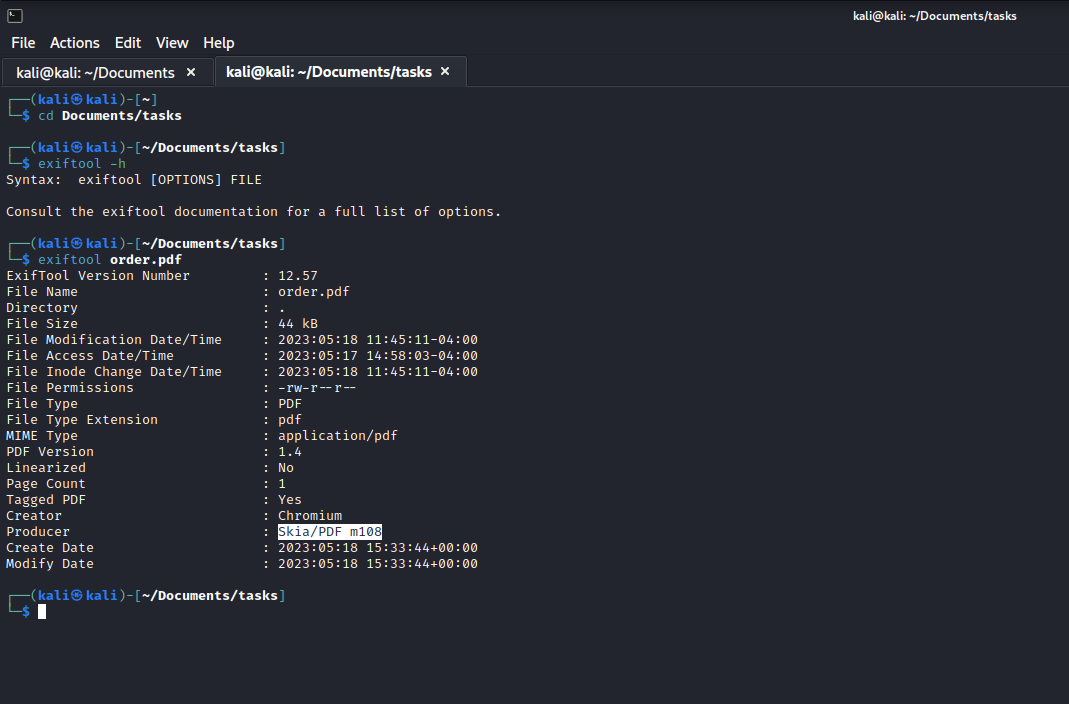 kali@kali: ~/Documents/tasks
File Actions Edit View Help
kali@kali: ~/Documents × kali@kali: ~/Documents/tasks ×
┌──(kali㉿kali)-[~]
└─$ cd Documents/tasks
┌──(kali㉿kali)-[~/Documents/tasks]
└─$ exiftool -h
Syntax:  exiftool [OPTIONS] FILE
Consult the exiftool documentation for a full list of options.
┌──(kali㉿kali)-[~/Documents/tasks]
└─$ exiftool order.pdf
ExifTool Version Number         : 12.57
File Name                       : order.pdf
Directory                       : .
File Size                       : 44 kB
File Modification Date/Time     : 2023:05:18 11:45:11-04:00
File Access Date/Time           : 2023:05:17 14:58:03-04:00
File Inode Change Date/Time     : 2023:05:18 11:45:11-04:00
File Permissions                : -rw-r--r--
File Type                       : PDF
File Type Extension             : pdf
MIME Type                       : application/pdf
PDF Version                     : 1.4
Linearized                      : No
Page Count                      : 1
Tagged PDF                      : Yes
Creator                         : Chromium
Producer                        : Skia/PDF m108
Create Date                     : 2023:05:18 15:33:44+00:00
Modify Date                     : 2023:05:18 15:33:44+00:00
┌──(kali㉿kali)-[~/Documents/tasks]
└─$